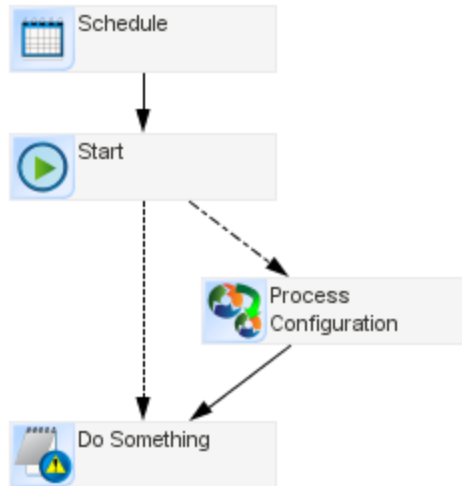 Schedule
Start
Process
Configuration
Do Something